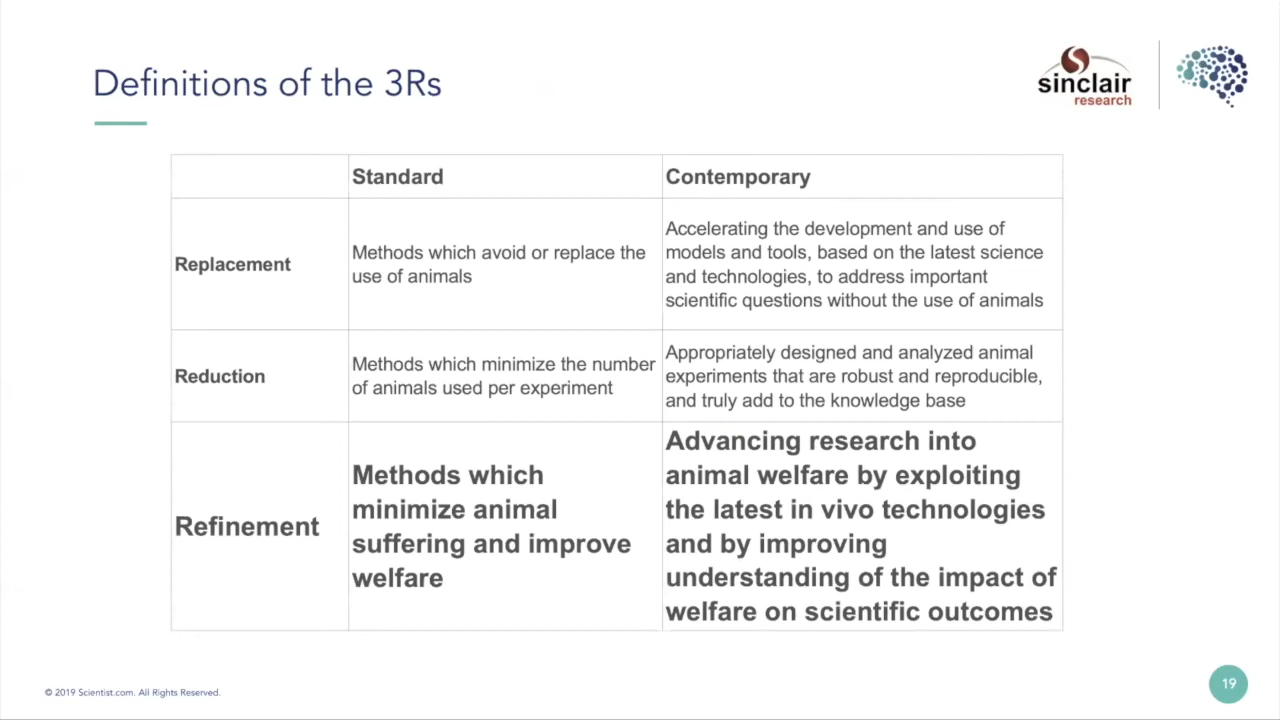 Definitions of the 3Rs
sinclair
research
Standard
Contemporary
Replacement
Methods which avoid or replace the
use of animals
Accelerating the development and use of
models and tools, based on the latest science
and technologies, to address important
scientific questions without the use of animals
Reduction
Methods which minimize the number
of animals used per experiment
Appropriately designed and analyzed animal
experiments that are robust and reproducible,
and truly add to the knowledge base
Refinement
Methods which
minimize animal
suffering and improve
welfare
Advancing research into
animal welfare by exploiting
the latest in vivo technologies
and by improving
understanding of the impact of
welfare on scientific outcomes
© 2019 Scientist.com. All Rights Reserved.
19